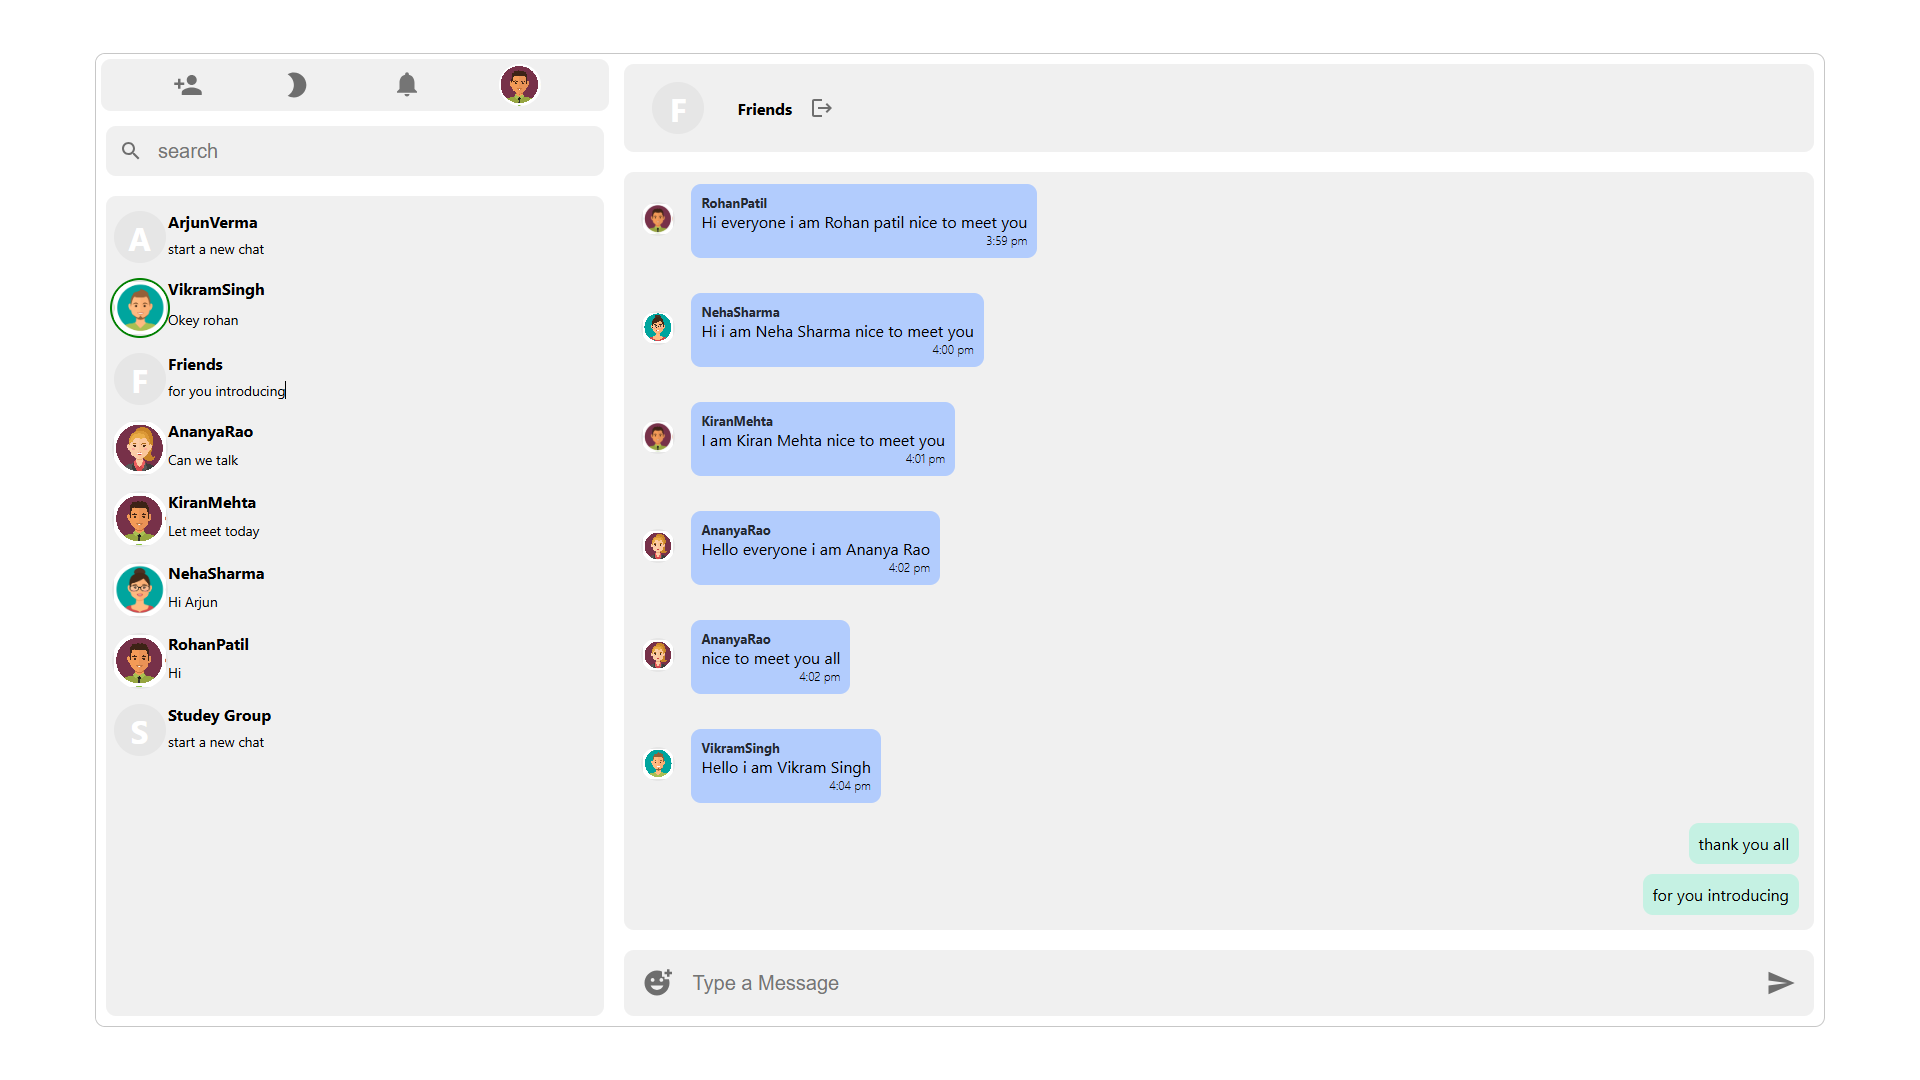 search
A
ArjunVerma
start a new chat
VikramSingh
Okey rohan
F
Friends
for you introducing
AnanyaRao
Can we talk
KiranMehta
Let meet today
NehaSharma
Hi Arjun
RohanPatil
Hi
S
Studey Group
start a new chat
F
Friends
RohanPatil
Hi everyone i am Rohan patil nice to meet you
3:59 pm
NehaSharma
Hi i am Neha Sharma nice to meet you
4:00 pm
KiranMehta
I am Kiran Mehta nice to meet you
4:01 pm
AnanyaRao
Hello everyone i am Ananya Rao
4:02 pm
AnanyaRao
nice to meet you all
4:02 pm
VikramSingh
Hello i am Vikram Singh
4:04 pm
thank you all
for you introducing
Type a Message